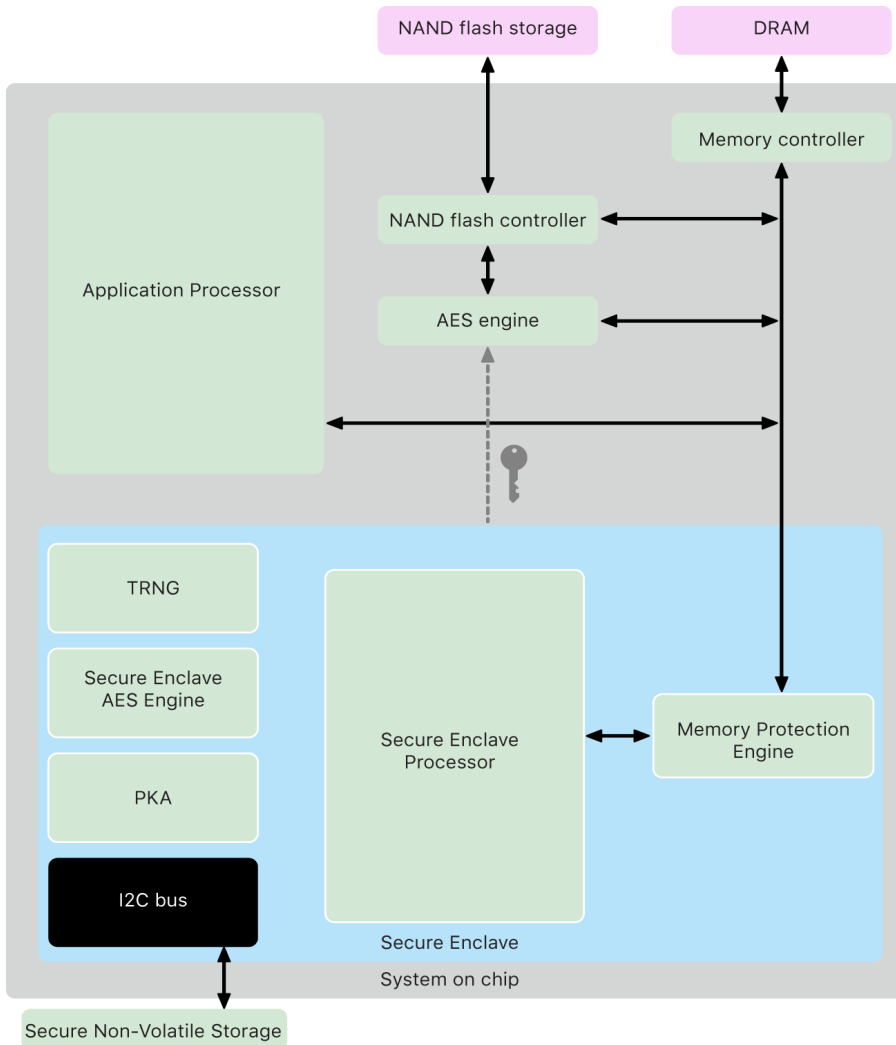 NAND flash storage
DRAM
Memory controller
NAND flash controller
Application Processor
AES engine
TRNG
Secure Enclave
AES Engine
Secure Enclave
Processor
Memory Protection
Engine
PKA
I2C bus
Secure Enclave
System on chip
Secure Non-Volatile Storage